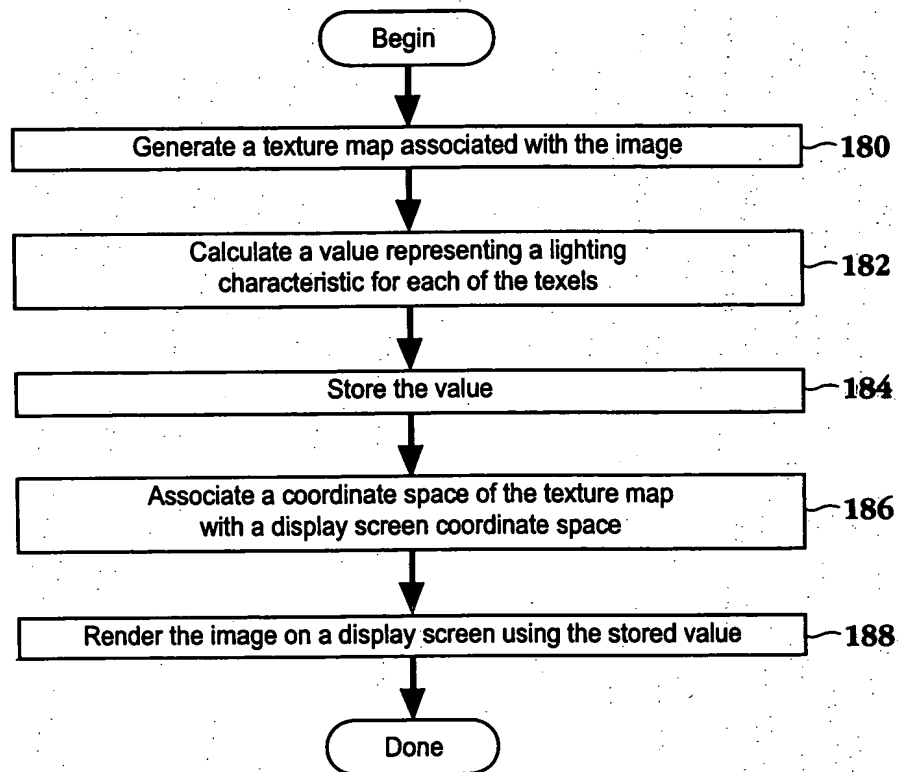 Begin
Generate a texture map associated with the image
180
Calculate a value representing a lighting
characteristic for each of the texels
182
Store the value
184
Associate a coordinate space of the texture map
with a display screen coordinate space
186
Render the image on a display screen using the stored value
188
Done